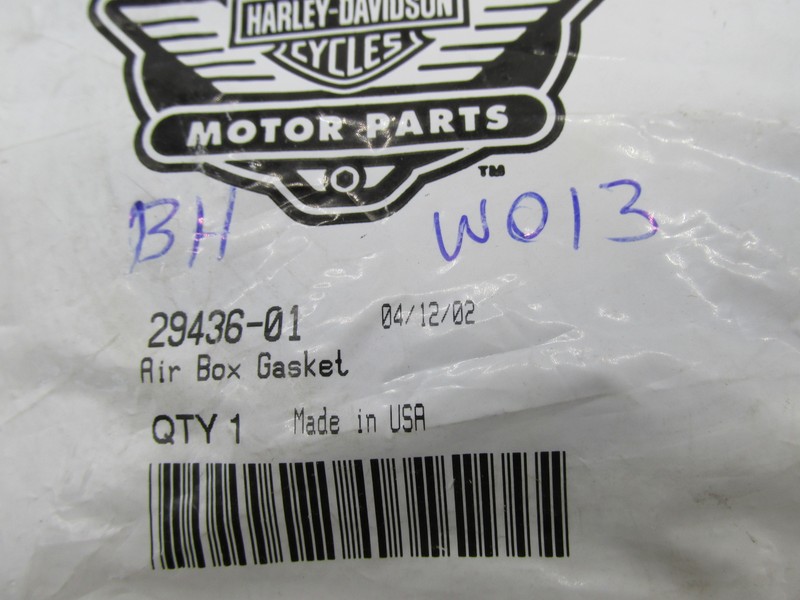 HARLEY-DAVIDSON
CYCLES
MOTOR PARTS
TM
BH W013
29436-01 04/12/02
Air Box Gasket
QTY 1 Made in USA